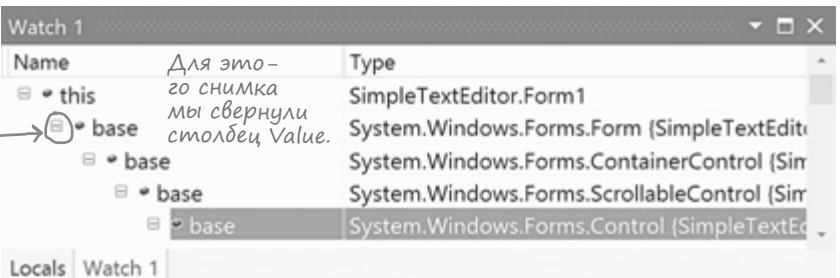 Watch 1
Name Type
Для это-
го снимка
мы свернули
столбец Value.
this SimpleTextEditor.Form1
base System.Windows.Forms.Form {SimpleTextEdit
base System.Windows.Forms.ContainerControl {Sim
base System.Windows.Forms.ScrollableControl {Sim
base System.Windows.Forms.Control {SimpleTextEd
Locals Watch 1